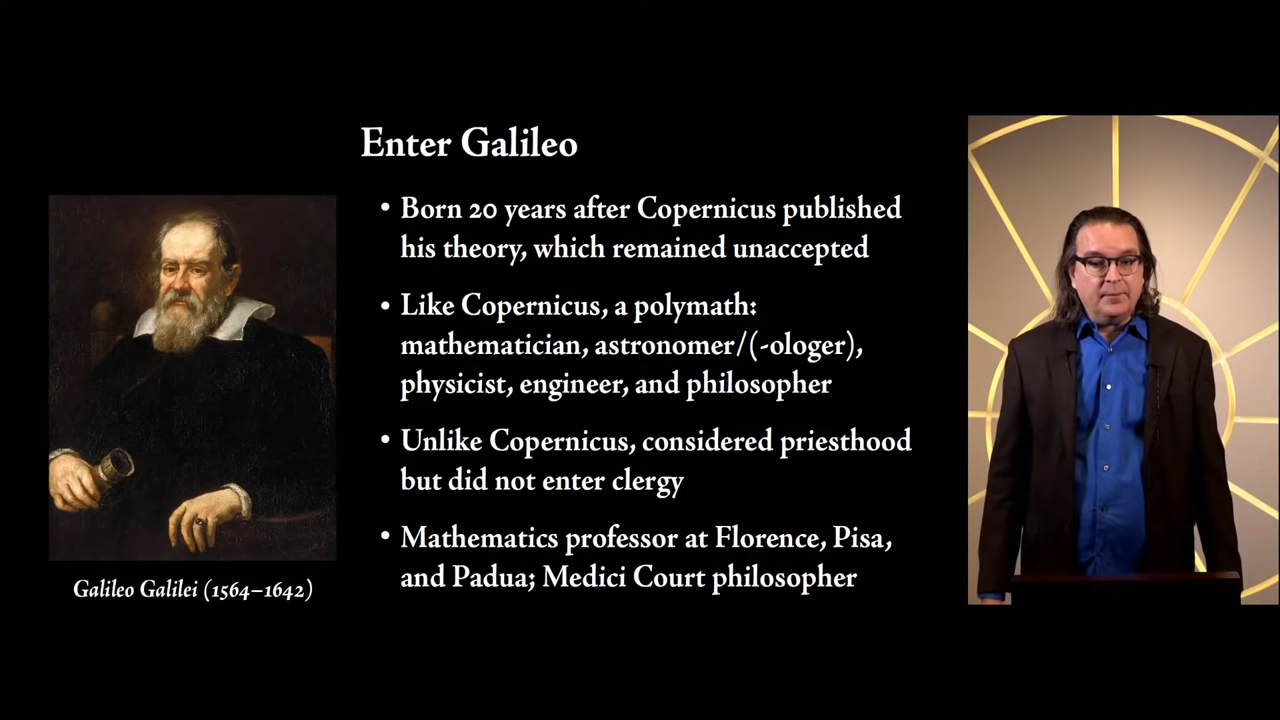 Enter Galileo
• Born 20 years after Copernicus published
his theory, which remained unaccepted
• Like Copernicus, a polymath:
mathematician, astronomer/(-ologer),
physicist, engineer, and philosopher
• Unlike Copernicus, considered priesthood
but did not enter clergy
• Mathematics professor at Florence, Pisa,
and Padua; Medici Court philosopher
Galileo Galilei (1564–1642)